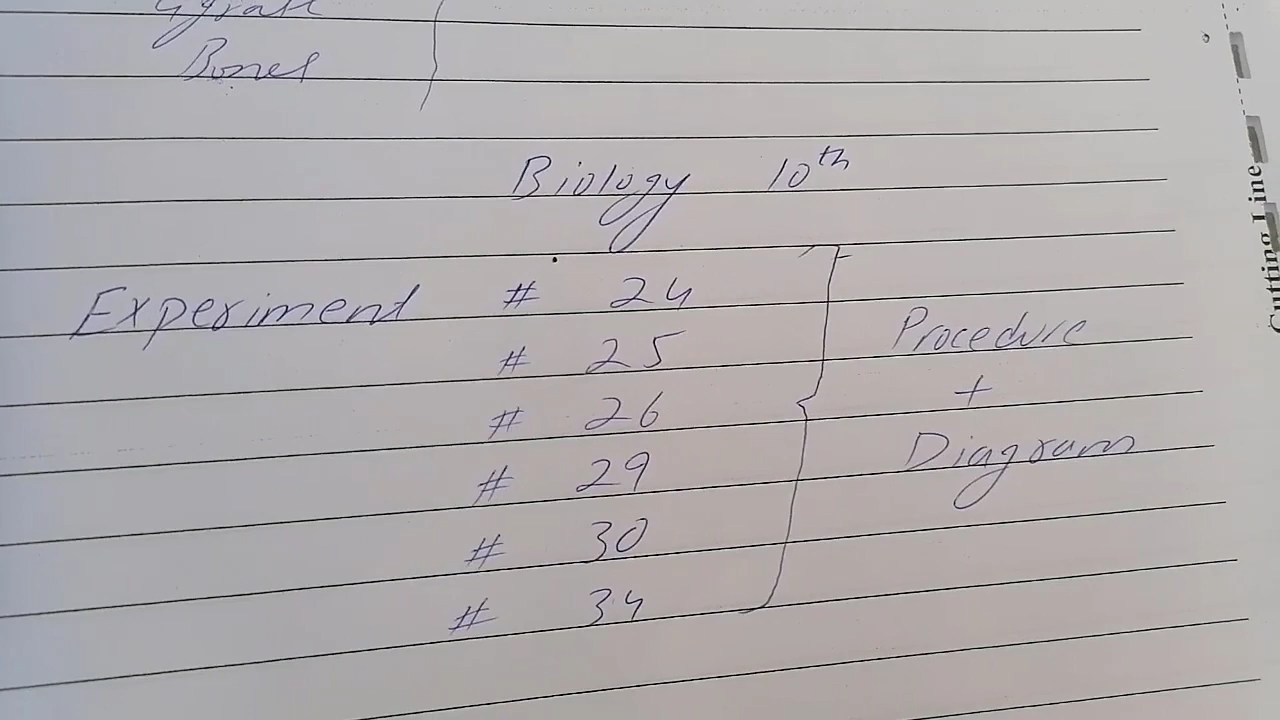 Bones
Biology 10th
Experiment # 24
# 25
# 26
# 29
# 30
# 34
Procedure
+
Diagram
Cutting Line